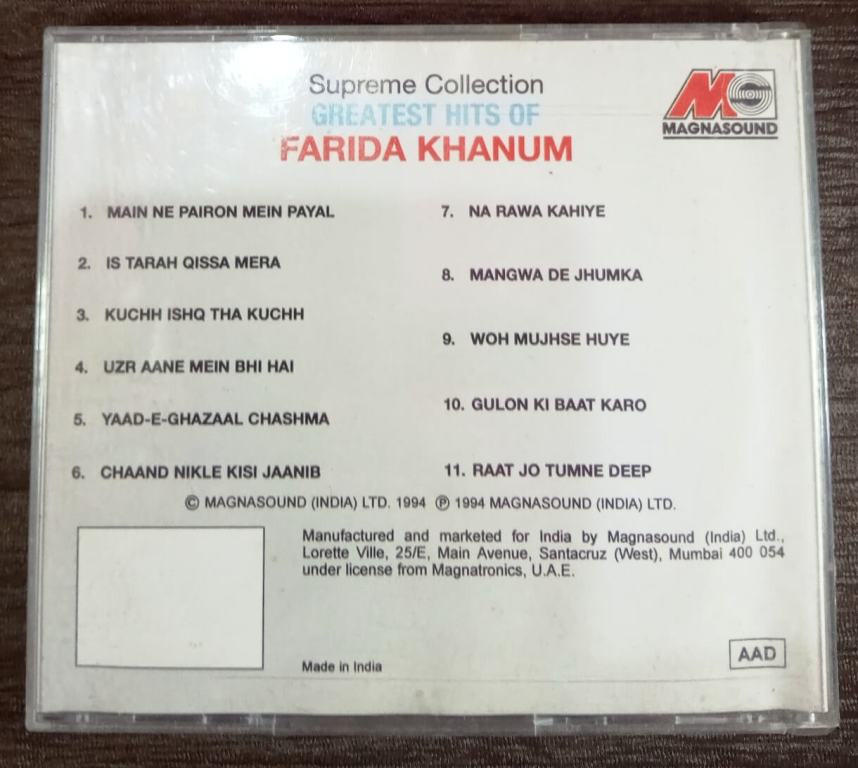 Supreme Collection
GREATEST HITS OF
FARIDA KHANUM
MG
MAGNASOUND
1. MAIN NE PAIRON MEIN PAYAL
2. IS TARAH QISSA MERA
3. KUCHH ISHQ THA KUCHH
4. UZR AANE MEIN BHI HAI
5. YAAD-E-GHAZAAL CHASHMA
6. CHAAND NIKLE KISI JAANIB
7. NA RAWA KAHIYE
8. MANGWA DE JHUMKA
9. WOH MUJHSE HUYE
10. GULON KI BAAT KARO
11. RAAT JO TUMNE DEEP
© MAGNASOUND (INDIA) LTD. 1994 ℗ 1994 MAGNASOUND (INDIA) LTD.
Manufactured and marketed for India by Magnasound (India) Ltd.,
Lorette Ville, 25/E, Main Avenue, Santacruz (West), Mumbai 400 054
under license from Magnatronics, U.A.E.
Made in India
AAD